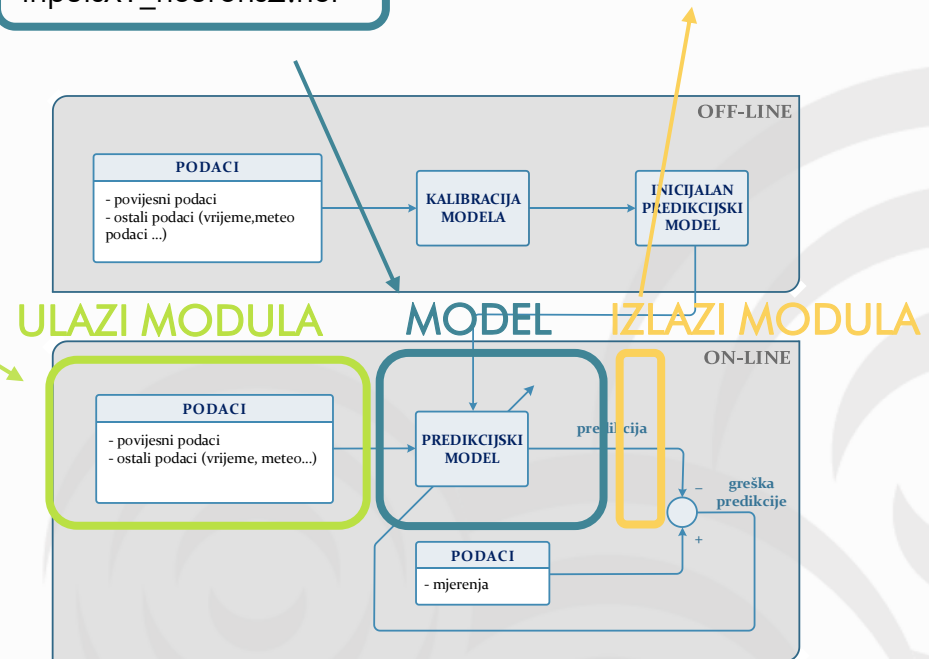 OFF-LINE
PODACI
- povijesni podaci
- ostali podaci (vrijeme,meteo
podaci ...)
KALIBRACIJA
MODELA
INICIJALAN
PREDIKCIJSKI
MODEL
ULAZI MODULA
MODEL
IZLAZI MODULA
ON-LINE
PODACI
- povijesni podaci
- ostali podaci (vrijeme, meteo...)
PREDIKCIJSKI
MODEL
predikcija
–
greška
predikcije
+
PODACI
- mjerenja